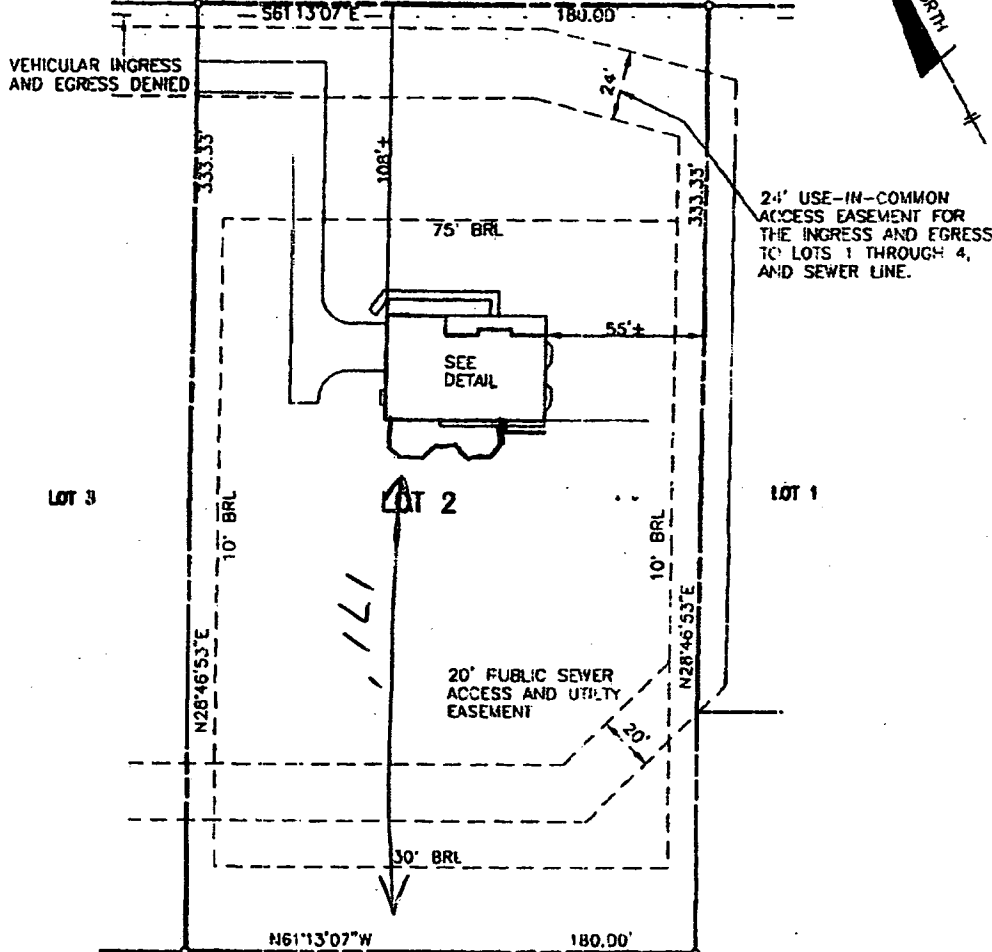 S61°13'07"E
180.00'
NORTH
VEHICULAR INGRESS
AND EGRESS DENIED
24'
333.33'
108'±
333.33'
24' USE-IN-COMMON
ACCESS EASEMENT FOR
THE INGRESS AND EGRESS
TO LOTS 1 THROUGH 4,
AND SEWER LINE.
75' BRL
55'±
SEE
DETAIL
LOT 3
LOT 2
LOT 1
10' BRL
10' BRL
171'
N28°46'53"E
N28°46'53"E
20' PUBLIC SEWER
ACCESS AND UTILTY
EASEMENT
20'
30' BRL
N61°13'07"W
180.00'